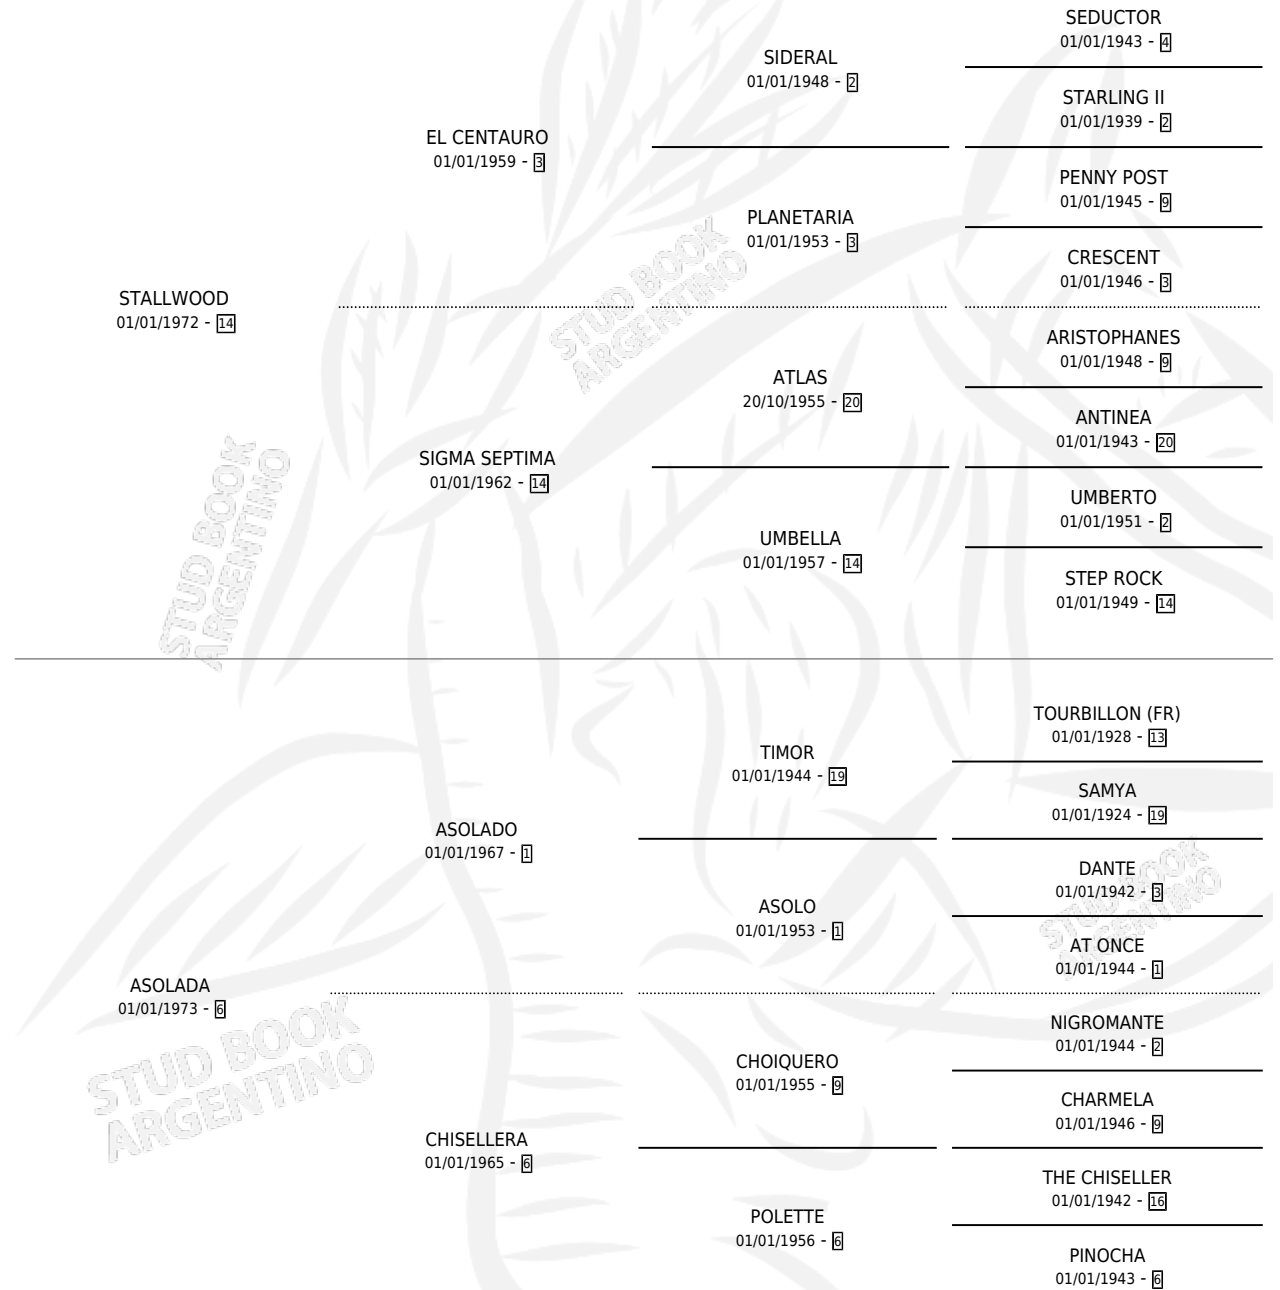 SEDUCTOR
01/01/1943 - 4
SIDERAL
01/01/1948 - 2
STARLING II
01/01/1939 - 2
EL CENTAURO
01/01/1959 - 3
PENNY POST
01/01/1945 - 9
PLANETARIA
01/01/1953 - 3
CRESCENT
01/01/1946 - 3
STALLWOOD
01/01/1972 - 14
ARISTOPHANES
01/01/1948 - 9
ATLAS
20/10/1955 - 20
ANTINEA
01/01/1943 - 20
SIGMA SEPTIMA
01/01/1962 - 14
UMBERTO
01/01/1951 - 2
UMBELLA
01/01/1957 - 14
STEP ROCK
01/01/1949 - 14
STUD BOOK
ARGENTINO
STUD BOOK
ARGENTINO
TOURBILLON (FR)
01/01/1928 - 13
TIMOR
01/01/1944 - 19
SAMYA
01/01/1924 - 19
ASOLADO
01/01/1967 - 1
DANTE
01/01/1942 - 3
ASOLO
01/01/1953 - 1
AT ONCE
01/01/1944 - 1
STUD BOOK
ARGENTINO
ASOLADA
01/01/1973 - 6
NIGROMANTE
01/01/1944 - 2
CHOIQUERO
01/01/1955 - 9
CHARMELA
01/01/1946 - 9
STUD BOOK
ARGENTINO
CHISELLERA
01/01/1965 - 6
THE CHISELLER
01/01/1942 - 16
POLETTE
01/01/1956 - 6
PINOCHA
01/01/1943 - 6